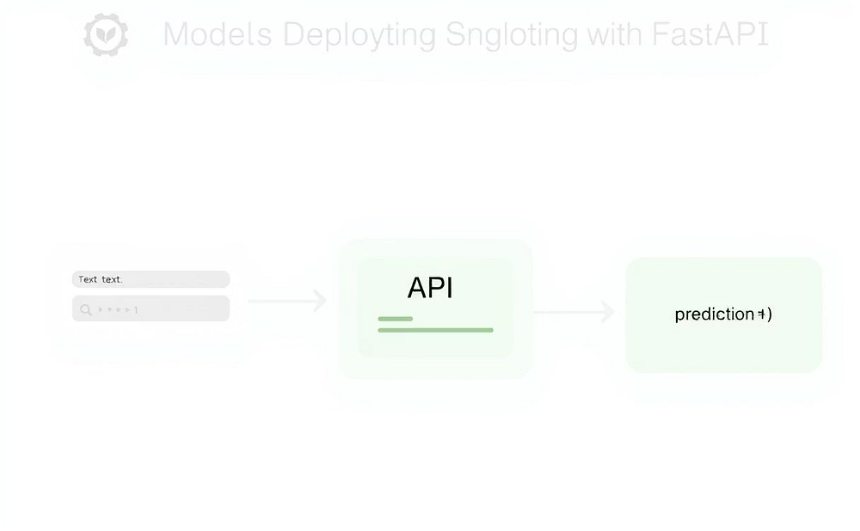 Models Deployting Sngloting with FastAPI
Text text:
API
prediction